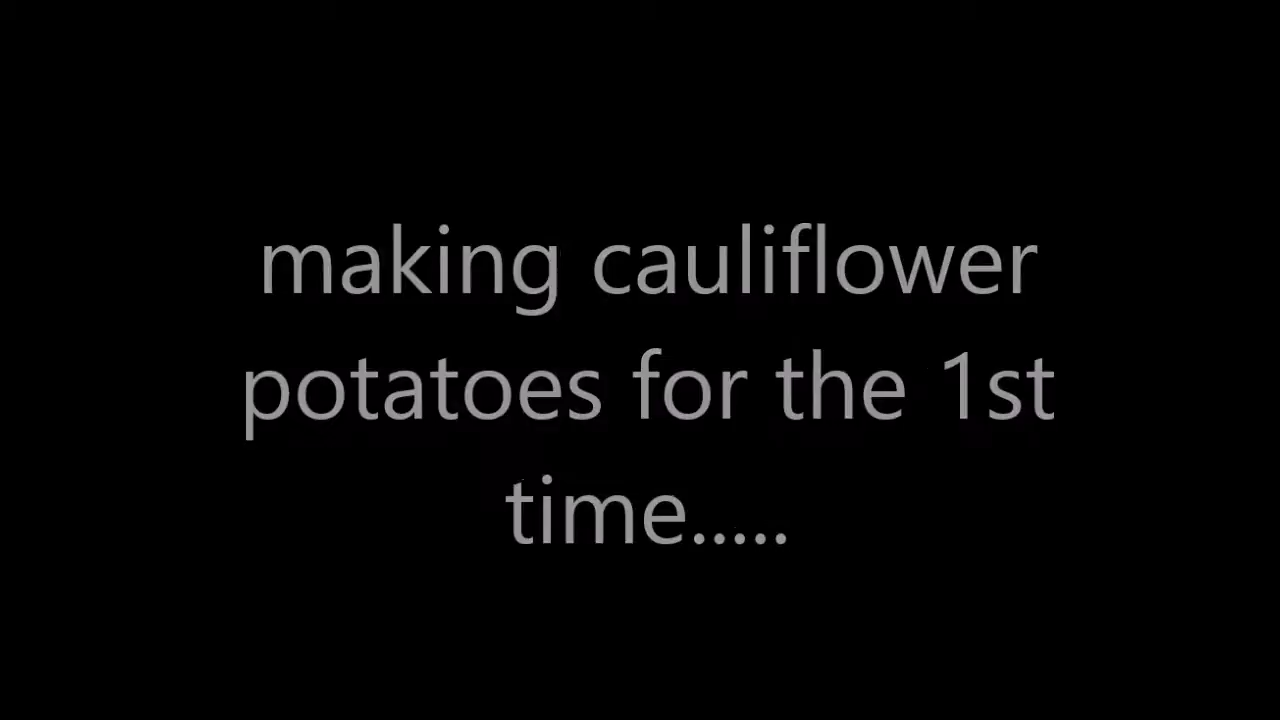 making cauliflower
potatoes for the 1st
time.....